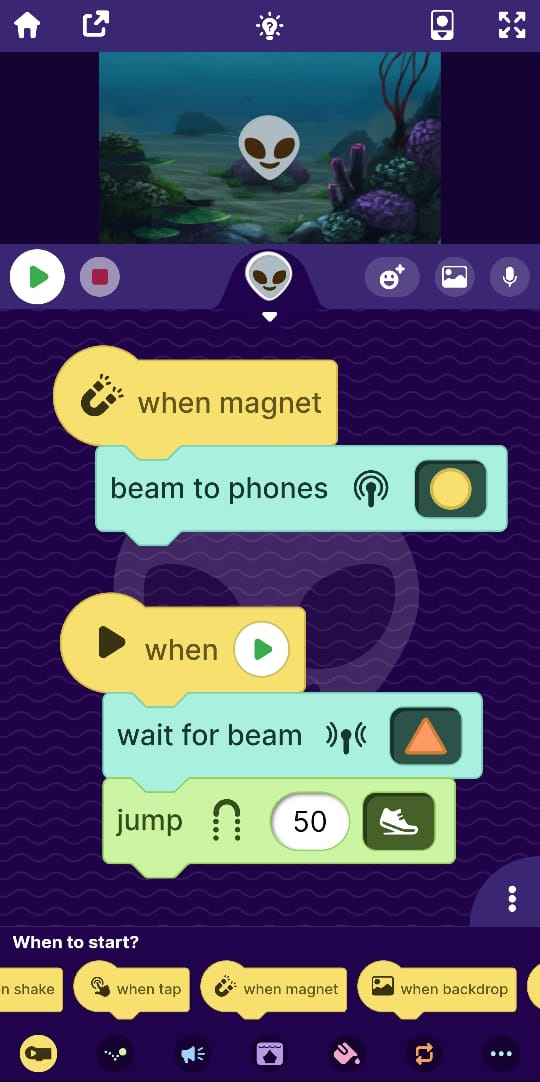 when magnet
beam to phones
when
wait for beam
jump 50
When to start?
n shake
when tap
when magnet
when backdrop